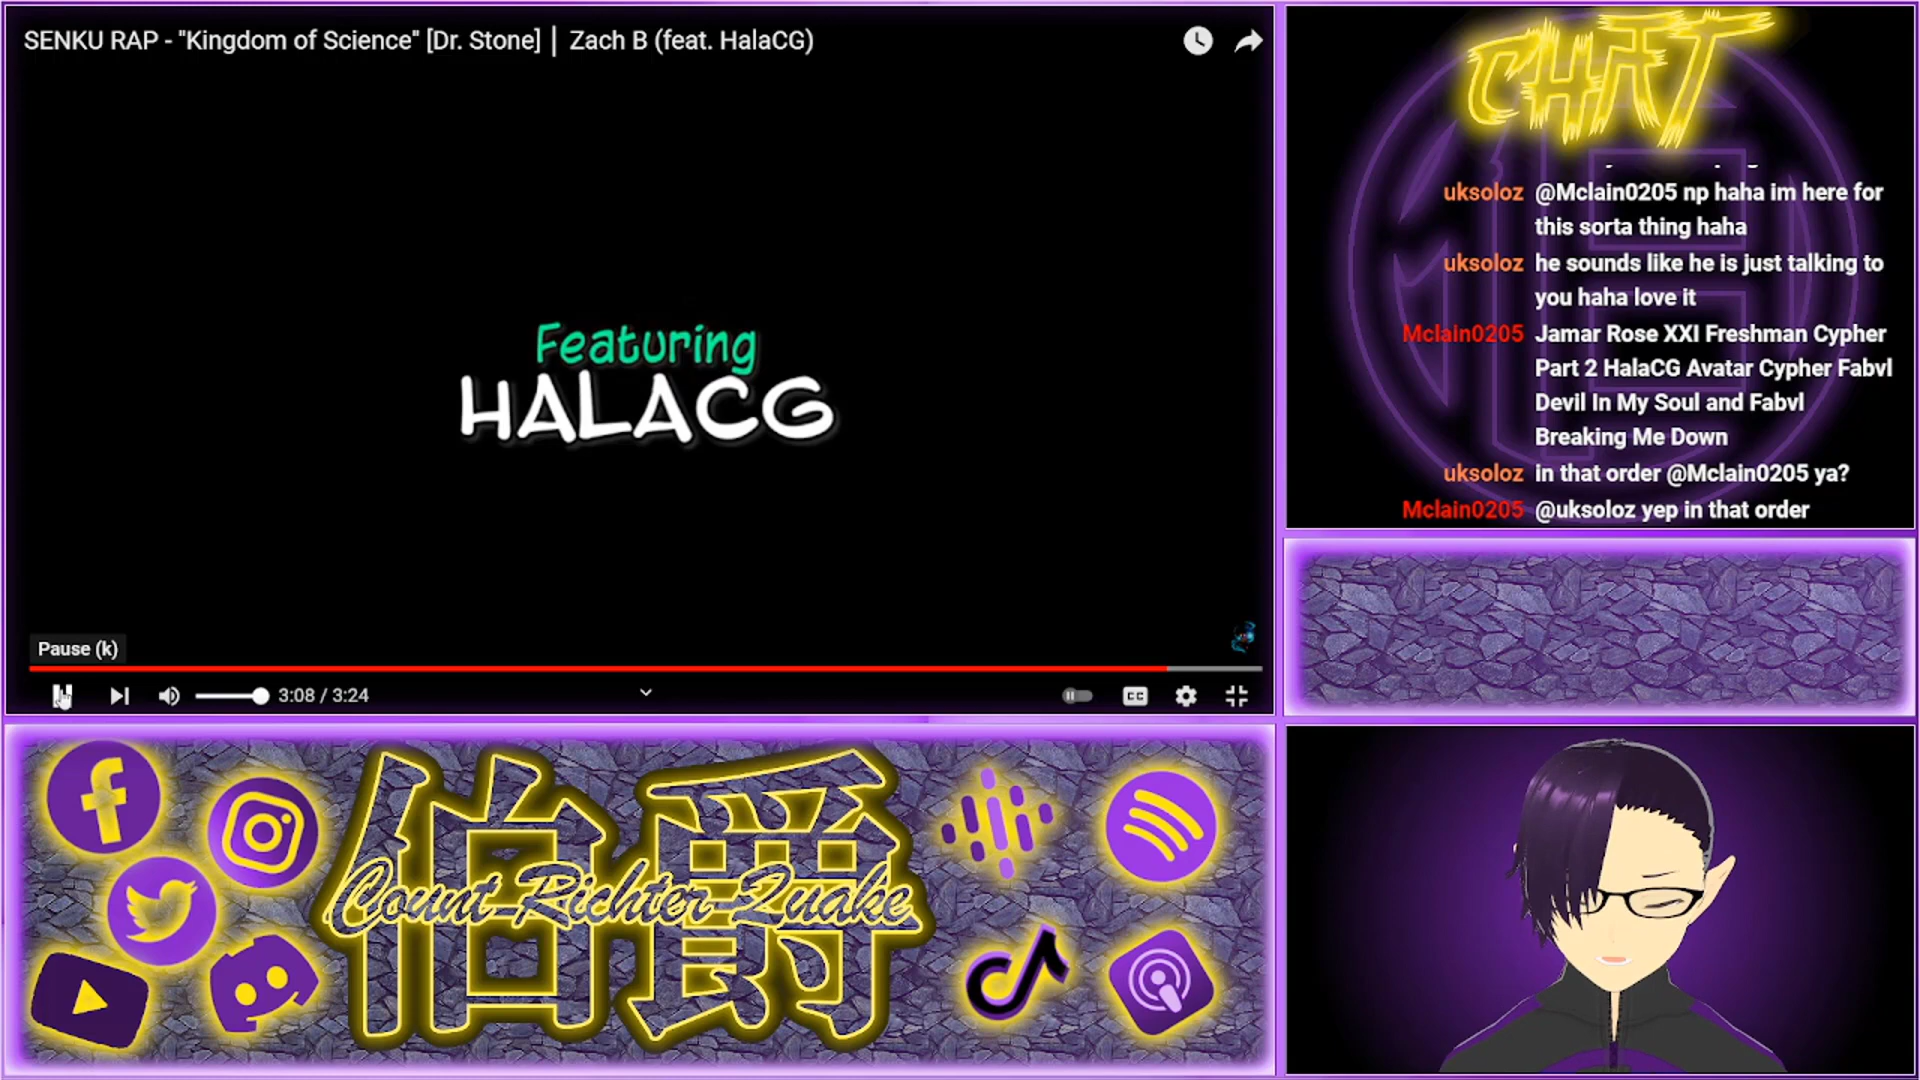 SENKU RAP - "Kingdom of Science" [Dr. Stone] │ Zach B (feat. HalaCG)
Featuring
HALACG
Pause (k)
3:08 / 3:24
CC
CHAT
uksoloz @Mclain0205 np haha im here for
this sorta thing haha
uksoloz he sounds like he is just talking to
you haha love it
Mclain0205 Jamar Rose XXI Freshman Cypher
Part 2 HalaCG Avatar Cypher Fabvl
Devil In My Soul and Fabvl
Breaking Me Down
uksoloz in that order @Mclain0205 ya?
Mclain0205 @uksoloz yep in that order
伯爵
Count Richter Quake